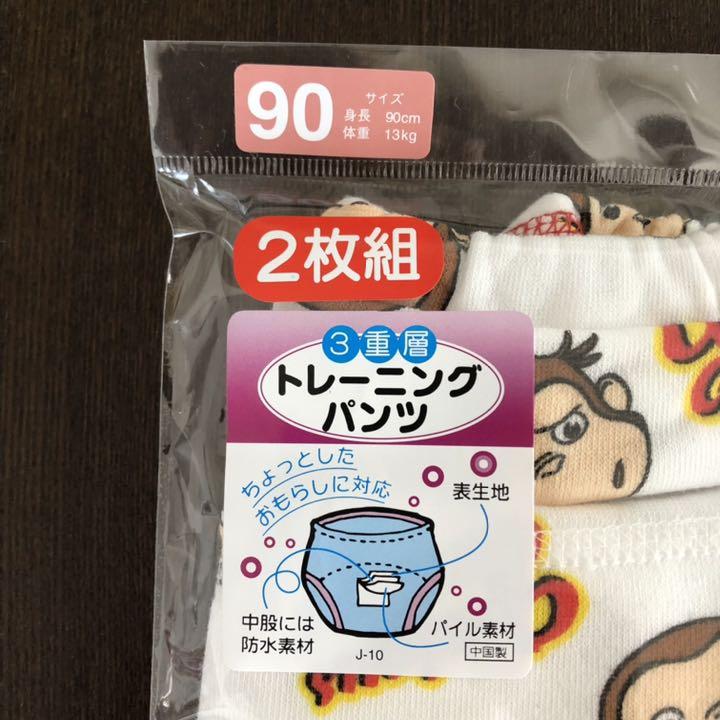 90
サイズ
身長 90cm
体重 13kg
2枚組
3重層
トレーニング
パンツ
ちょっとした
おもらしに対応
表生地
中股には
防水素材
パイル素材
J-10
中国製